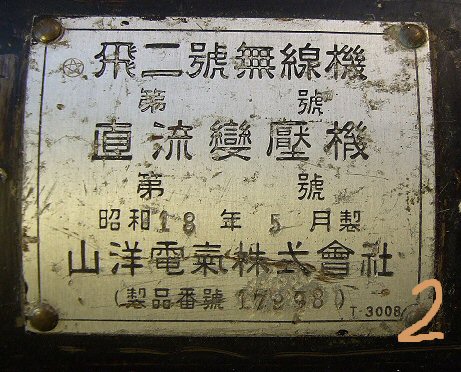 飛二號無線機
第 號
直流變壓機
第 號
昭和18年5月製
山洋電氣株式會社
(製品番號 17298)
T-3008
2